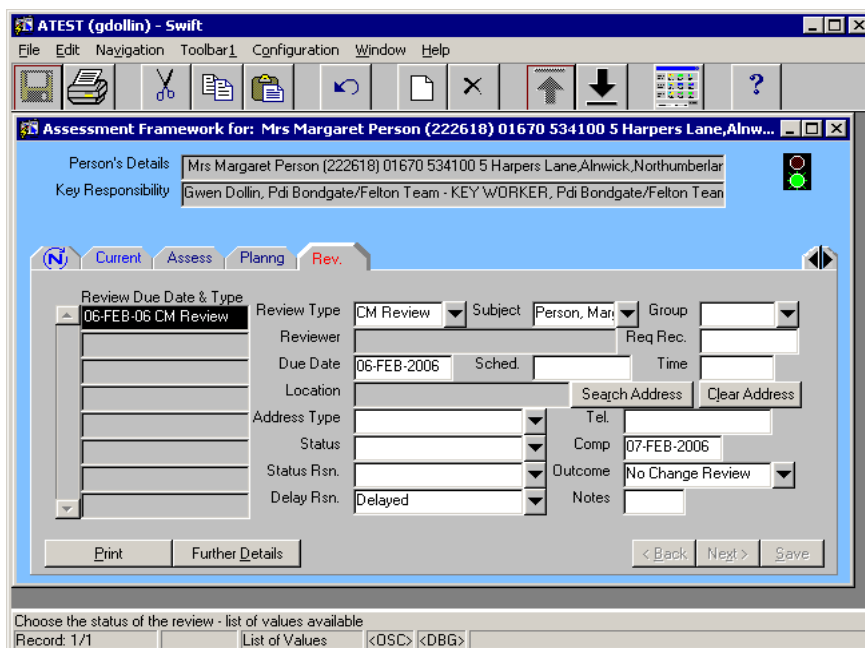 ATEST (gdollin) - Swift
File Edit Navigation Toolbar1 Configuration Window Help
?
Assessment Framework for: Mrs Margaret Person (222618) 01670 534100 5 Harpers Lane,Alnw...
Person's Details Mrs Margaret Person (222618) 01670 534100 5 Harpers Lane,Alnwick,Northumberlar
Key Responsibility Gwen Dollin, Pdi Bondgate/Felton Team - KEY WORKER, Pdi Bondgate/Felton Tean
N Current Assess Planng Rev.
Review Due Date & Type
06-FEB-06 CM Review
Review Type CM Review Subject Person, Marg Group
Reviewer Req Rec.
Due Date 06-FEB-2006 Sched. Time
Location Search Address Clear Address
Address Type Tel.
Status Comp 07-FEB-2006
Status Rsn. Outcome No Change Review
Delay Rsn. Delayed Notes
Print Further Details < Back Next > Save
Choose the status of the review - list of values available
Record: 1/1 List of Values <OSC> <DBG>